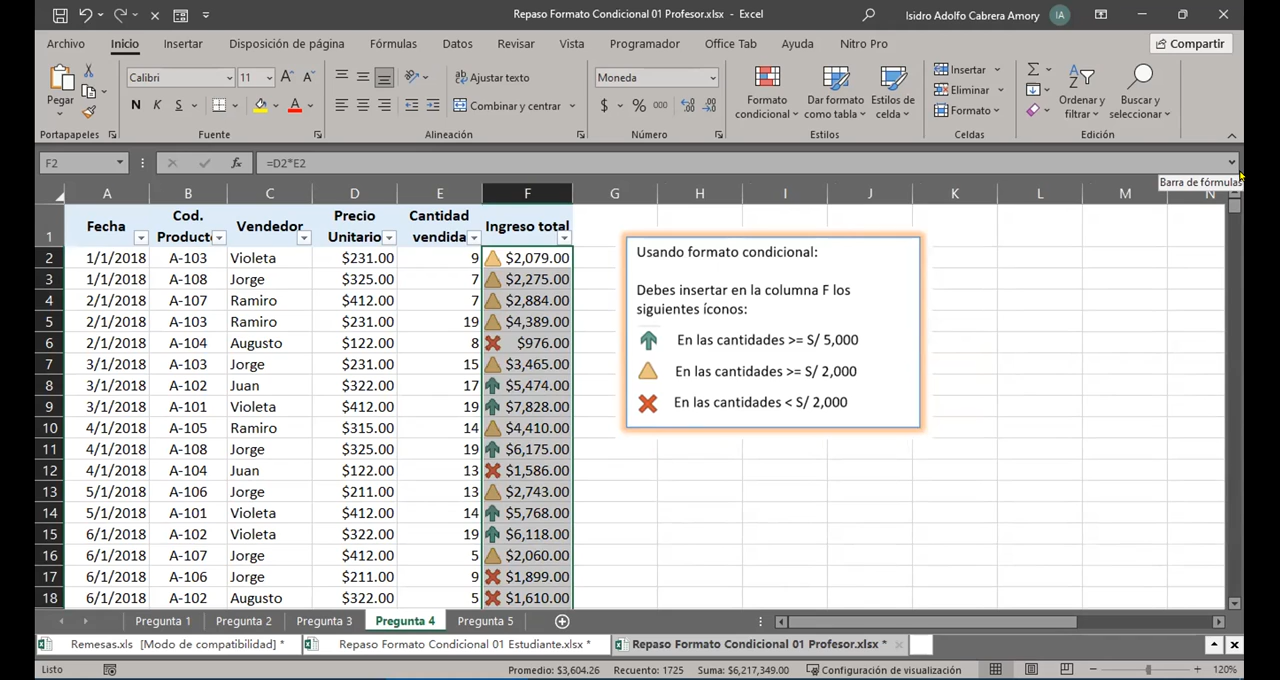 Repaso Formato Condicional 01 Profesor.xlsx - Excel
Isidro Adolfo Cabrera Amory
IA
Archivo Inicio Insertar Disposición de página Fórmulas Datos Revisar Vista Programador Office Tab Ayuda Nitro Pro
Compartir
Pegar
Calibri 11
N K S
Ajustar texto
Combinar y centrar
Moneda
$ % 000
Formato condicional
Dar formato como tabla
Estilos de celda
Insertar
Eliminar
Formato
Ordenar y filtrar
Buscar y seleccionar
Portapapeles Fuente Alineación Número Estilos Celdas Edición
F2 fx =D2*E2
Barra de fórmulas
A B C D E F G H I J K L M N
1 Fecha Cod. Producto Vendedor Precio Unitario Cantidad vendida Ingreso total
2 1/1/2018 A-103 Violeta $231.00 9 $2,079.00
3 1/1/2018 A-108 Jorge $325.00 7 $2,275.00
4 2/1/2018 A-107 Ramiro $412.00 7 $2,884.00
5 2/1/2018 A-103 Ramiro $231.00 19 $4,389.00
6 2/1/2018 A-104 Augusto $122.00 8 $976.00
7 3/1/2018 A-103 Jorge $231.00 15 $3,465.00
8 3/1/2018 A-102 Juan $322.00 17 $5,474.00
9 3/1/2018 A-101 Violeta $412.00 19 $7,828.00
10 4/1/2018 A-105 Ramiro $315.00 14 $4,410.00
11 4/1/2018 A-108 Jorge $325.00 19 $6,175.00
12 4/1/2018 A-104 Juan $122.00 13 $1,586.00
13 5/1/2018 A-106 Jorge $211.00 13 $2,743.00
14 5/1/2018 A-101 Violeta $412.00 14 $5,768.00
15 6/1/2018 A-102 Violeta $322.00 19 $6,118.00
16 6/1/2018 A-107 Jorge $412.00 5 $2,060.00
17 6/1/2018 A-106 Jorge $211.00 9 $1,899.00
18 6/1/2018 A-102 Augusto $322.00 5 $1,610.00
Usando formato condicional:
Debes insertar en la columna F los
siguientes íconos:
En las cantidades >= S/ 5,000
En las cantidades >= S/ 2,000
En las cantidades < S/ 2,000
Pregunta 1 Pregunta 2 Pregunta 3 Pregunta 4 Pregunta 5
Remesas.xls [Modo de compatibilidad] * Repaso Formato Condicional 01 Estudiante.xlsx * Repaso Formato Condicional 01 Profesor.xlsx *
Listo Promedio: $3,604.26 Recuento: 1725 Suma: $6,217,349.00 Configuración de visualización 120%